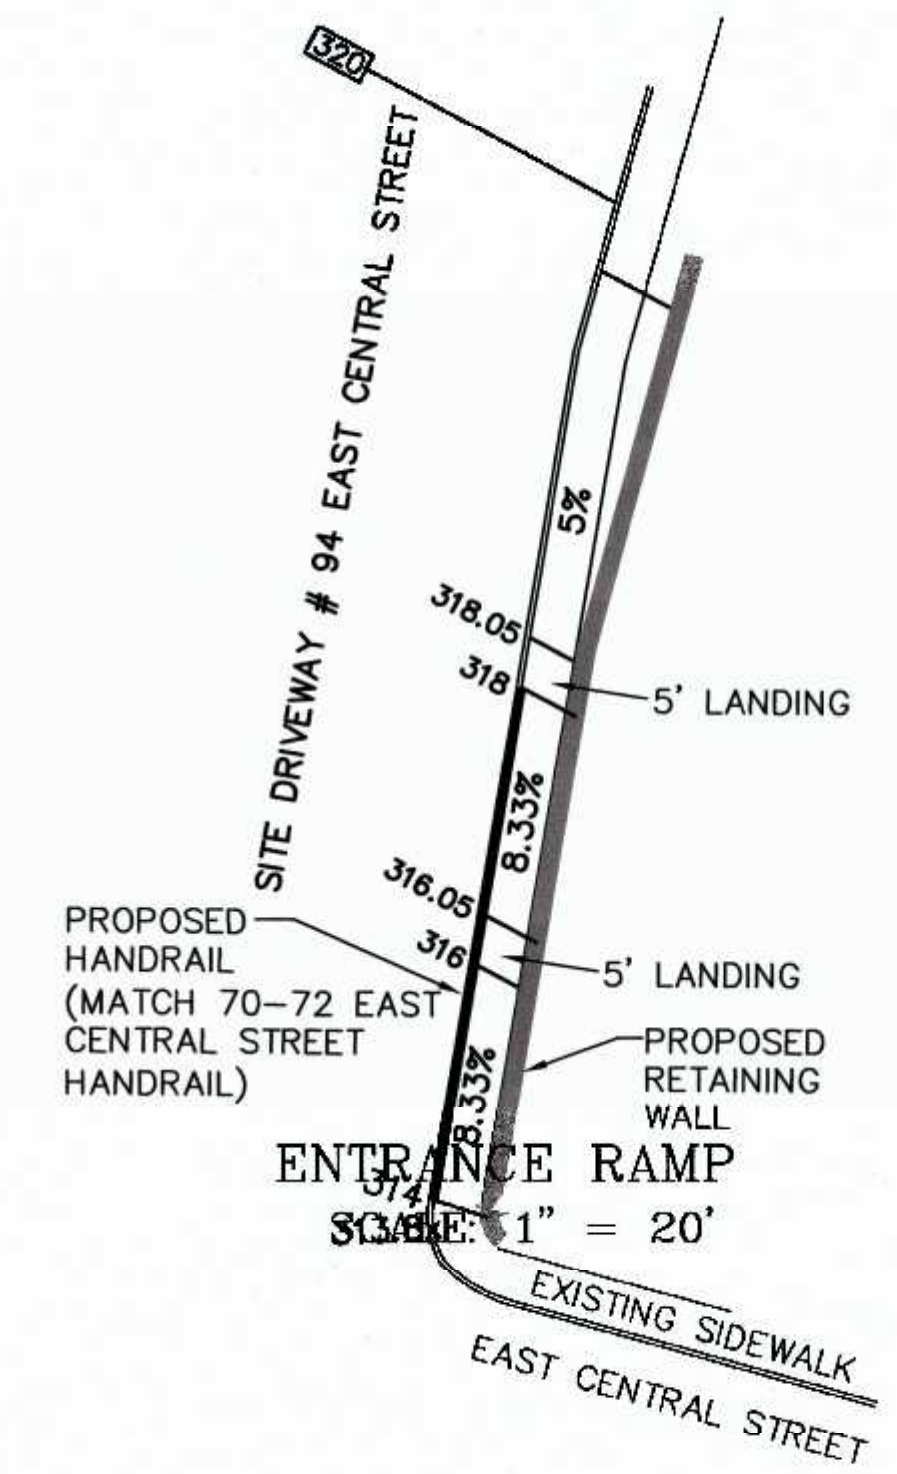 320
SITE DRIVEWAY # 94 EAST CENTRAL STREET
5%
318.05
318
5' LANDING
8.33%
316.05
316
5' LANDING
PROPOSED
HANDRAIL
(MATCH 70-72 EAST
CENTRAL STREET
HANDRAIL)
PROPOSED
RETAINING
WALL
8.33%
ENTRANCE RAMP
314
SCALE: 1" = 20'
EXISTING SIDEWALK
EAST CENTRAL STREET